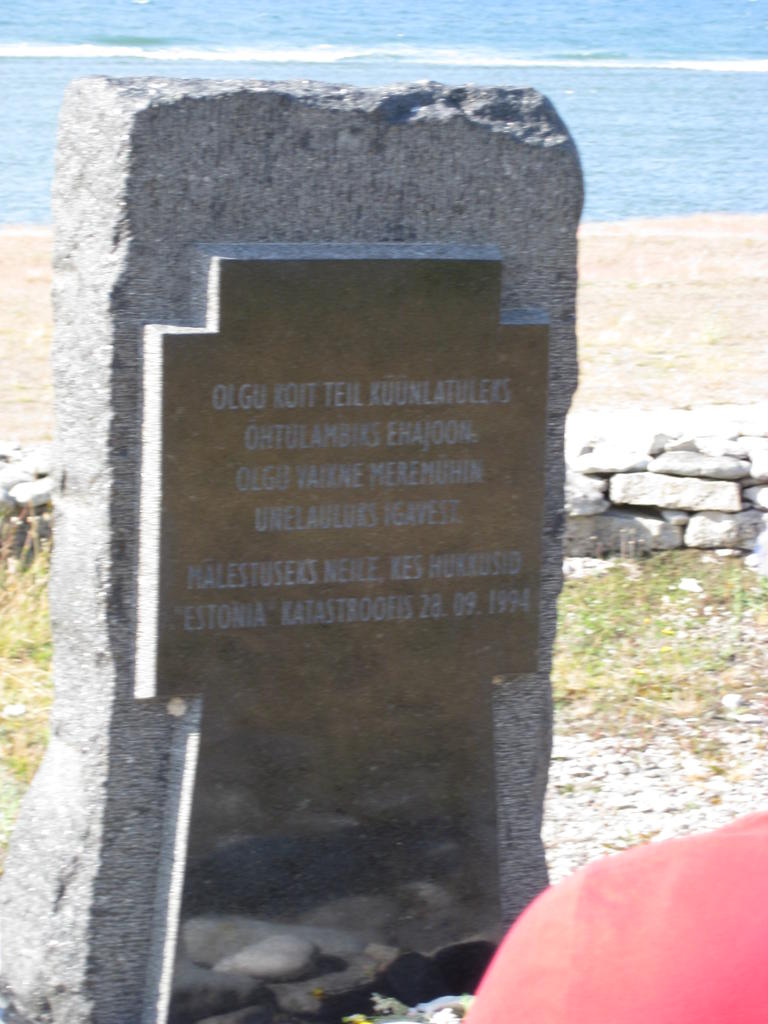 OLGU KOIT TEIL KÜÜNLATULEKS
ÕHTULAMBIKS EHAJOON.
OLGU VAIKNE MEREMÜHIN
UNELAULUKS IGAVEST.
MÄLESTUSEKS NEILE, KES HUKKUSID
"ESTONIA" KATASTROOFIS 28. 09. 1994